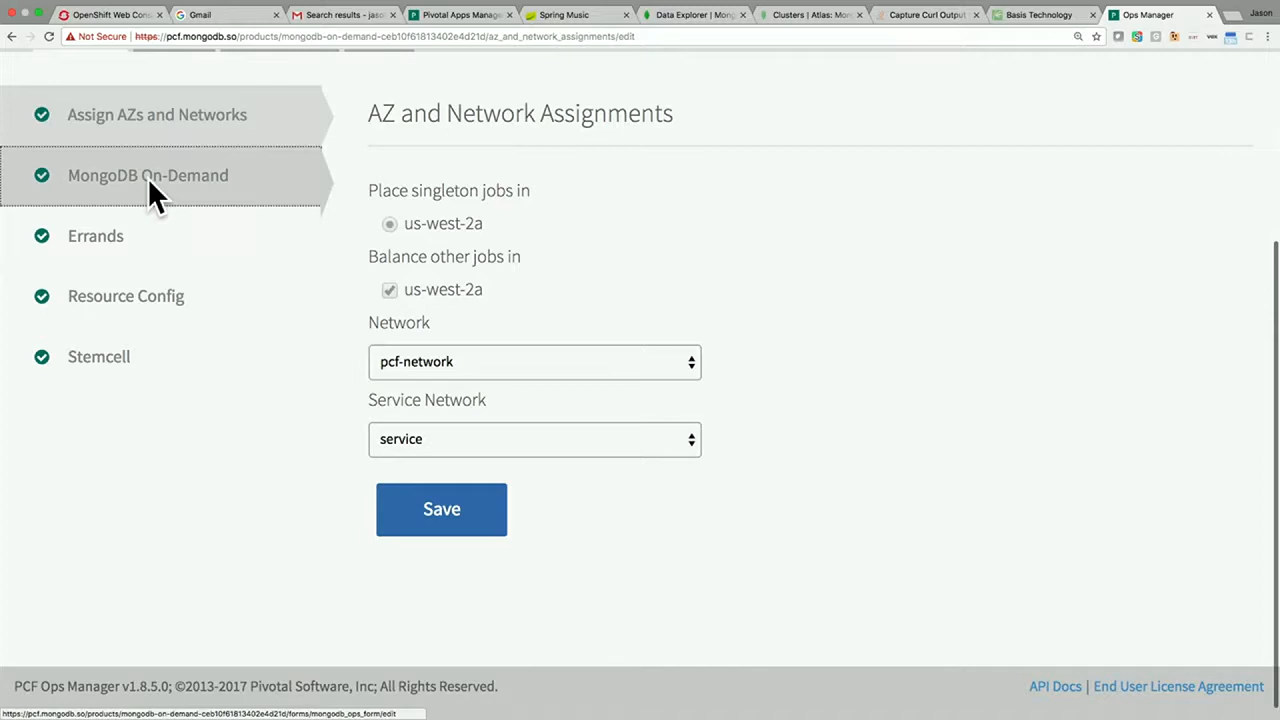 OpenShift Web Cons
Gmail
Search results - jaso
Pivotal Apps Manage
Spring Music
Data Explorer | Mong
Clusters | Atlas: Mon
Capture Curl Output
Basis Technology
Ops Manager
Jason
Not Secure
https://pcf.mongodb.so/products/mongodb-on-demand-ceb10f61813402e4d21d/az_and_network_assignments/edit
Assign AZs and Networks
MongoDB On-Demand
Errands
Resource Config
Stemcell
AZ and Network Assignments
Place singleton jobs in
us-west-2a
Balance other jobs in
us-west-2a
Network
pcf-network
Service Network
service
Save
PCF Ops Manager v1.8.5.0; ©2013-2017 Pivotal Software, Inc; All Rights Reserved.
API Docs | End User License Agreement
https://pcf.mongodb.so/products/mongodb-on-demand-ceb10f61813402e4d21d/forms/mongodb_ops_form/edit